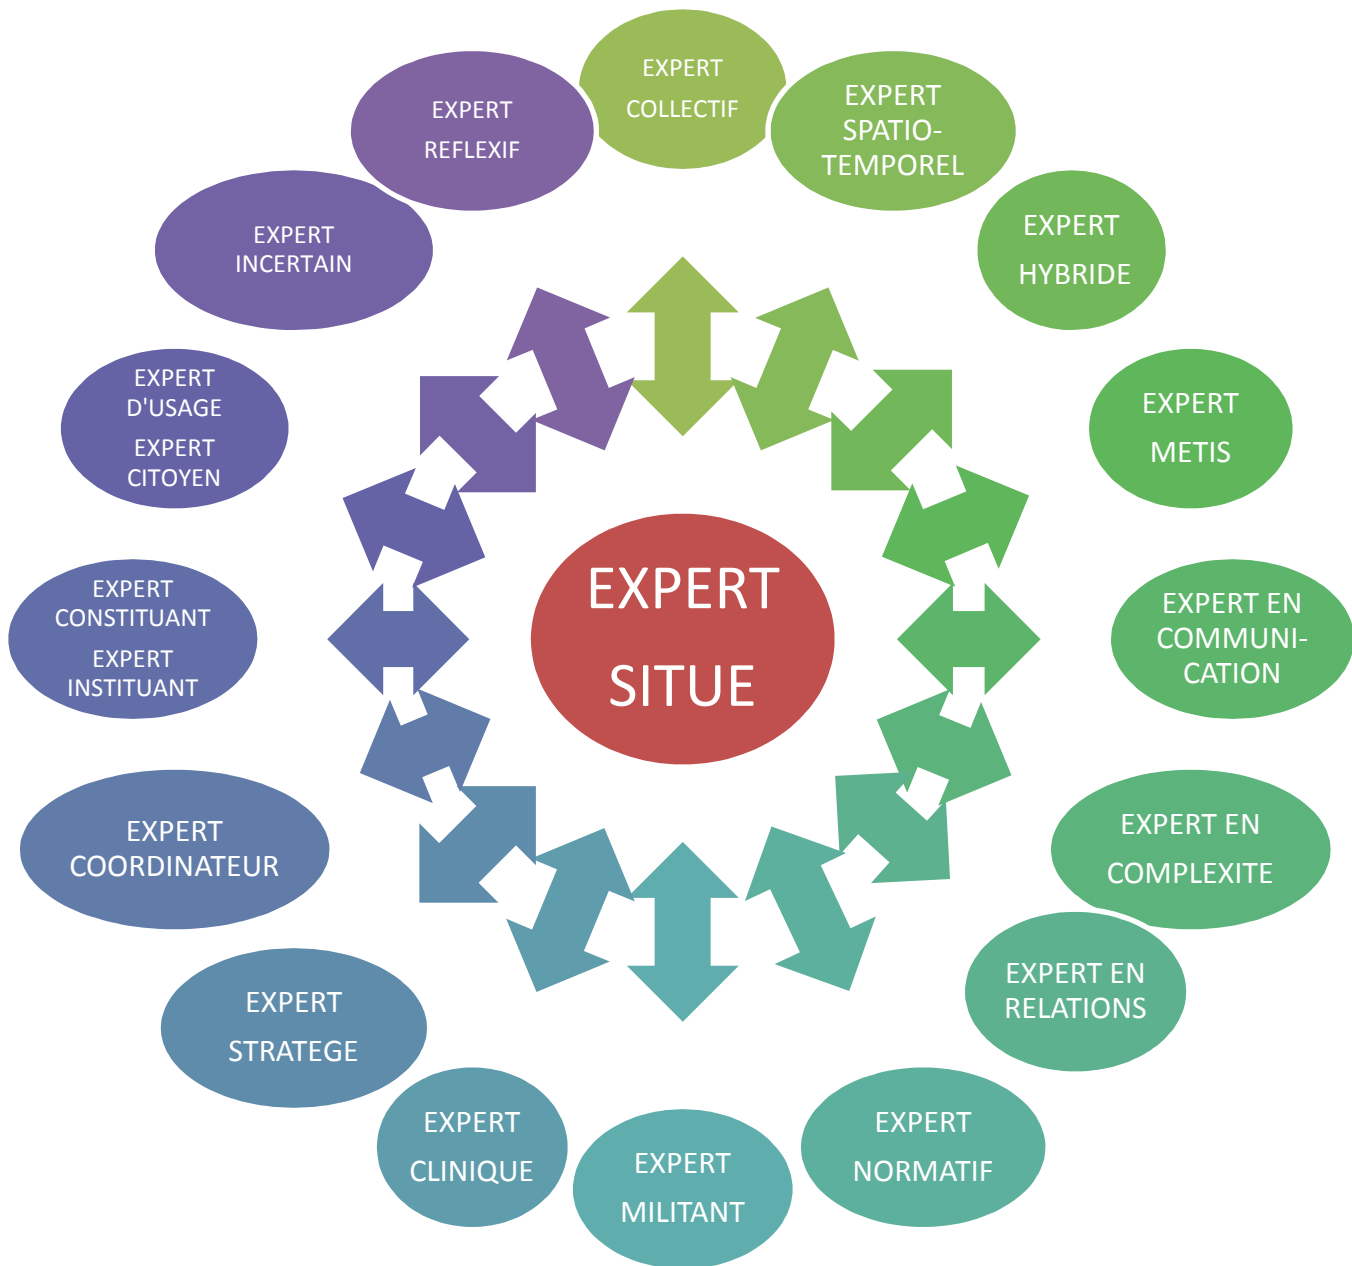 EXPERT
COLLECTIF
EXPERT
SPATIO-
TEMPOREL
EXPERT
HYBRIDE
EXPERT
METIS
EXPERT EN
COMMUNI-
CATION
EXPERT EN
COMPLEXITE
EXPERT EN
RELATIONS
EXPERT
NORMATIF
EXPERT
MILITANT
EXPERT
CLINIQUE
EXPERT
STRATEGE
EXPERT
COORDINATEUR
EXPERT
CONSTITUANT
EXPERT
INSTITUANT
EXPERT
D'USAGE
EXPERT
CITOYEN
EXPERT
INCERTAIN
EXPERT
REFLEXIF
EXPERT
SITUE